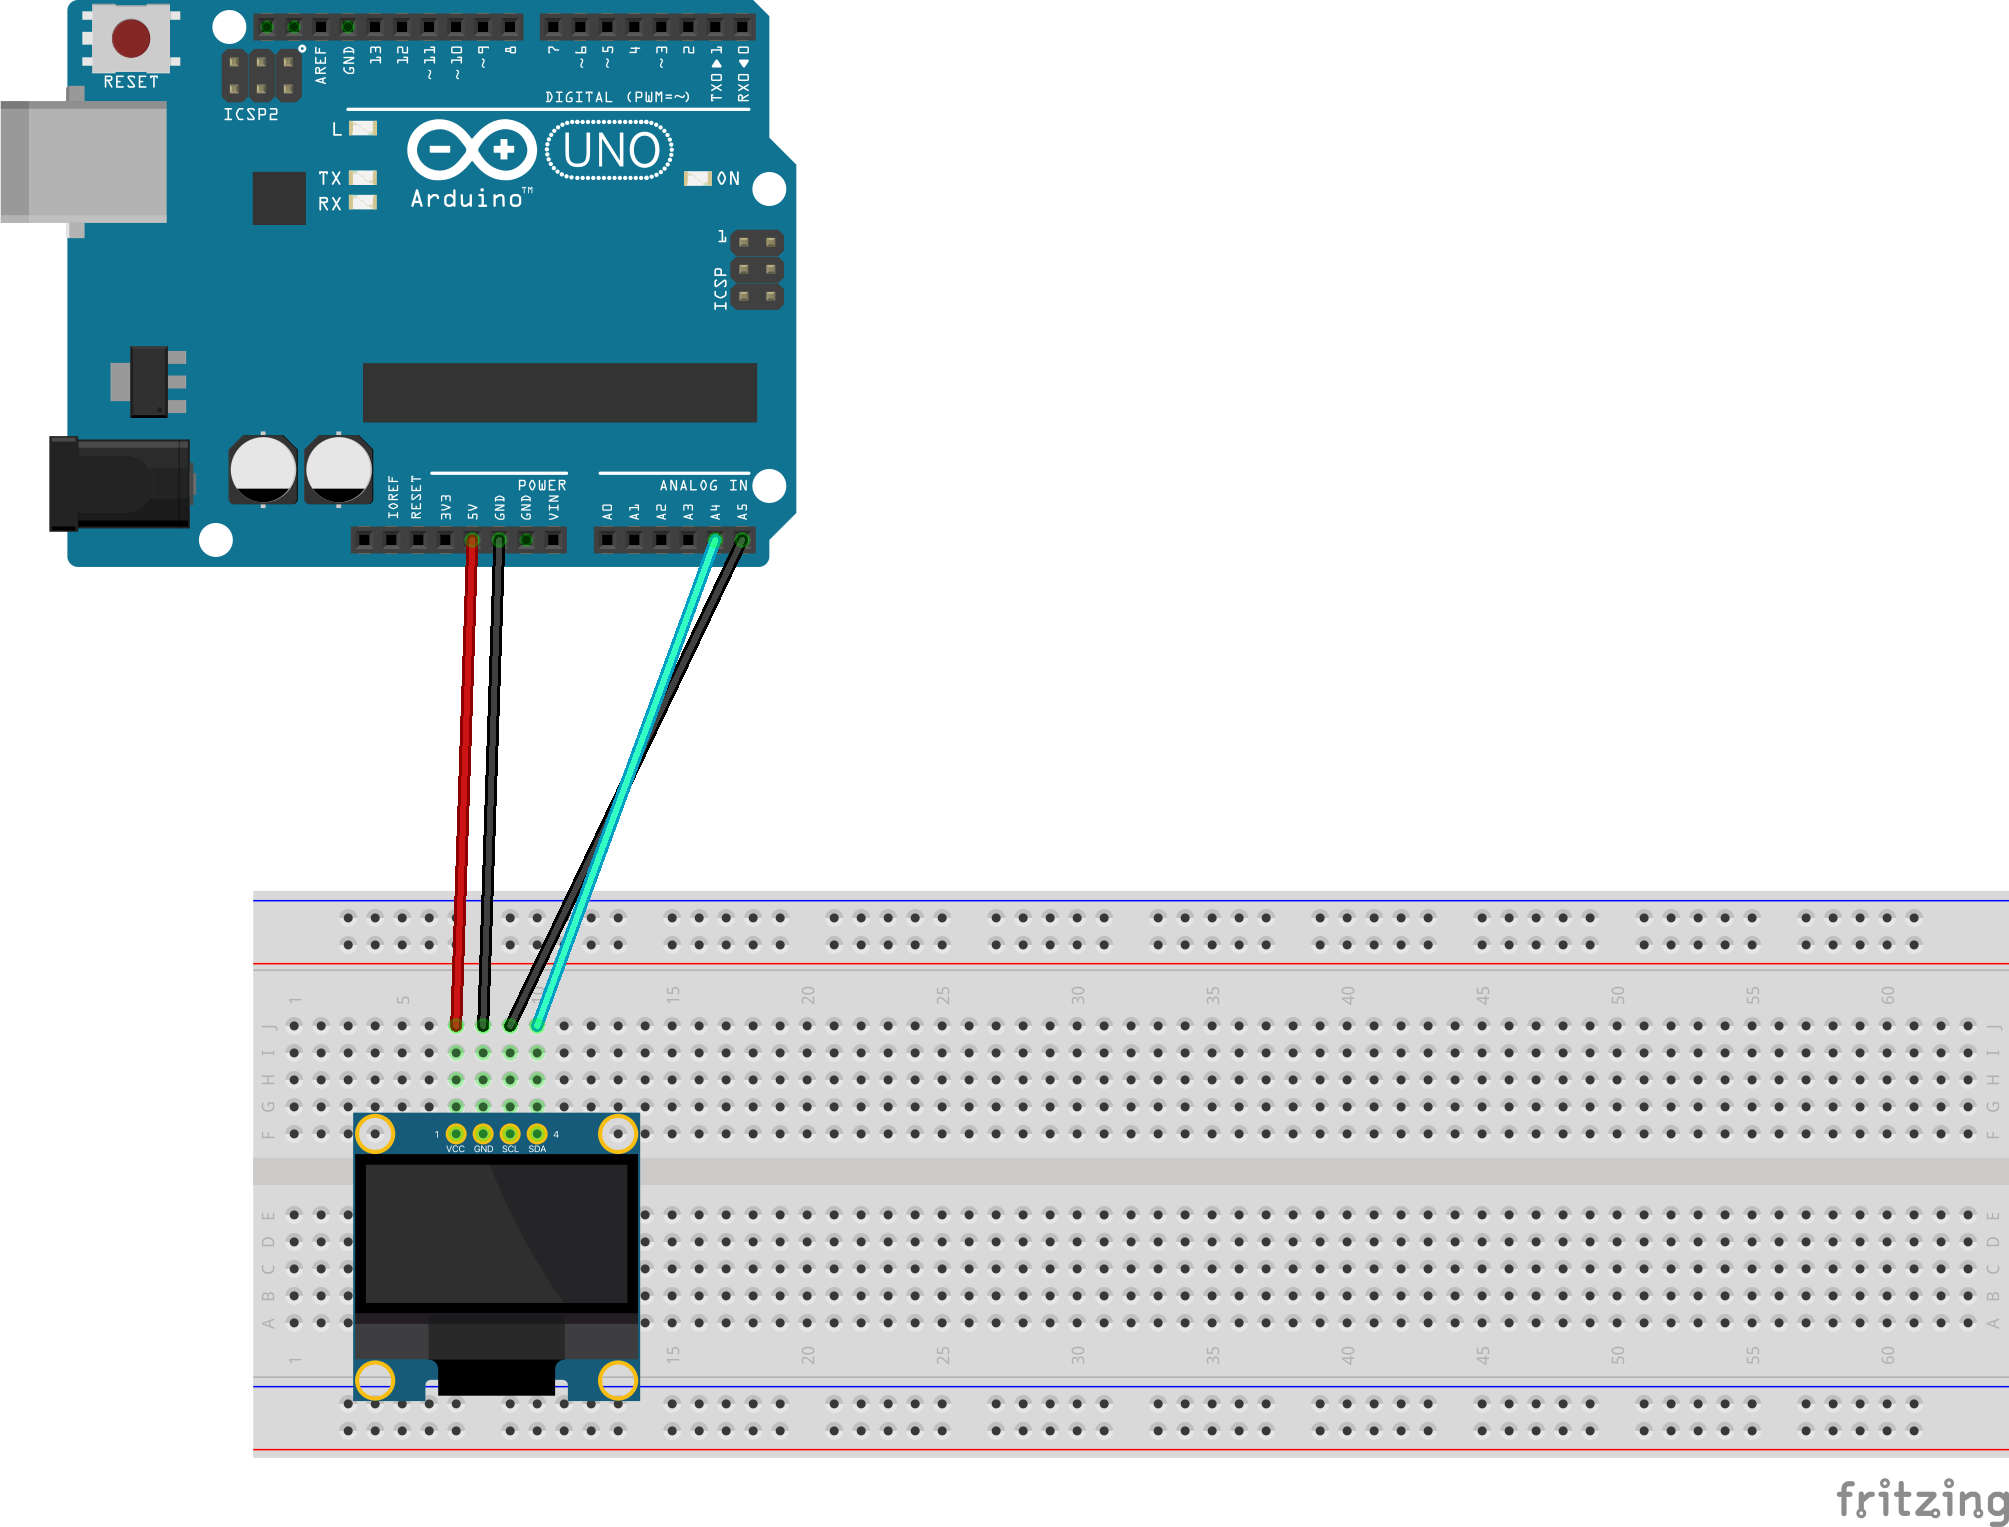 RESET
ICSP2
AREF
GND
13
12
~11
~10
~9
8
7
~6
~5
4
~3
2
TX0▶1
RX0◀0
DIGITAL (PWM=~)
L
TX
RX
Arduino™
UNO
ON
1
ICSP
POWER
ANALOG IN
IOREF
RESET
3V3
5V
GND
GND
VIN
A0
A1
A2
A3
A4
A5
1 5 10 15 20 25 30 35 40 45 50 55 60
J J
I I
H H
G G
F F
1 4
VCC GND SCL SDA
E E
D D
C C
B B
A A
1 15 20 25 30 35 40 45 50 55 60
fritzing